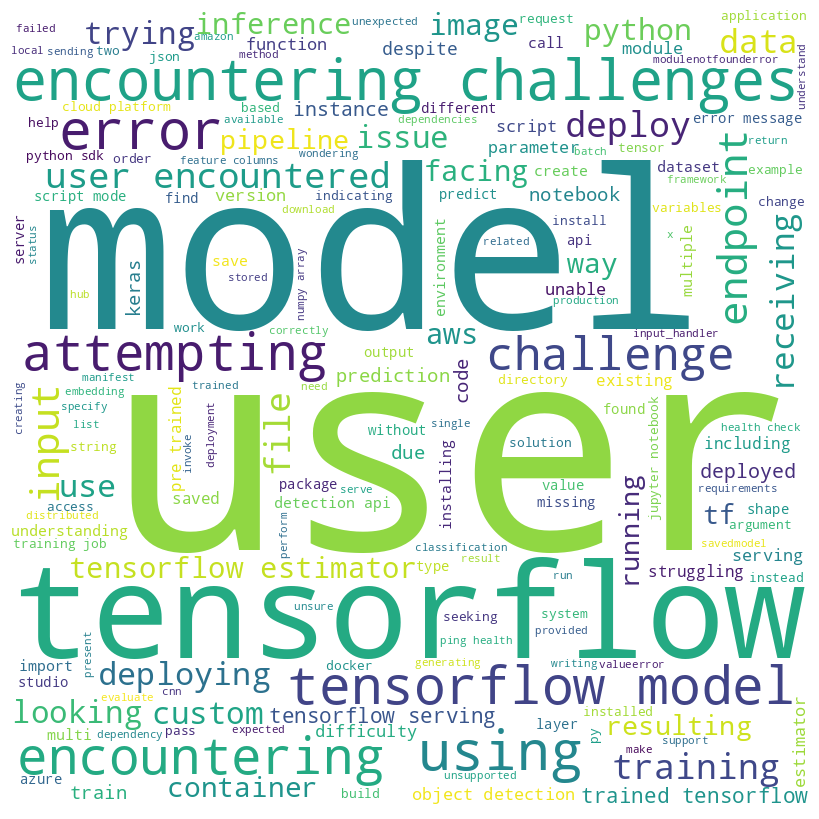 failed
unexpected
request
application
trying
amazon
inference
image
python
local
sending
two
function
despite
call
data
json
method
module
modulenotfounderror
understand
encountering challenges
cloud platform
based
instance
different
available
dependencies
help
error
pipeline
issue
script
deploy
error message
parameter
batch
tensor
return
python sdk
order
feature columns
wondering
user encountered
facing
create
dataset
example
framework
script mode
find
version
indicating
predict
notebook
endpoint
receiving
variables
change
server
status
download
install
model
save
stored
numpy array
environment
related
api
x
multiple
keras
way
hub
unable
production
work
correctly
aws
input_handler
attempting
output
challenge
manifest
trained
prediction
code
directory
existing
creating
embedding
specify
need
list
string
input
pre trained
invoke
deployment
file
without
single
found
health check
user
due
solution
including
jupyter notebook
use
saved
package
serve
installing
value
deployed
access
detection api
missing
requirements
distributed
tf
shape
understanding
argument
training job
perform
classification
savedmodel
running
serving
tensorflow estimator
type
result
struggling
instead
run
tensorflow
unsure
seeking
system
provided
present
ping health
import
deploying
docker
generating
writing
valueerror
studio
evaluate
cnn
tensorflow model
looking
custom
tensorflow serving
layer
installed
resulting
estimator
multi
dependency
pass
expected
difficulty
py
make
support
encountering
using
training
azure
unsupported
train
container
build
object detection
trained tensorflow